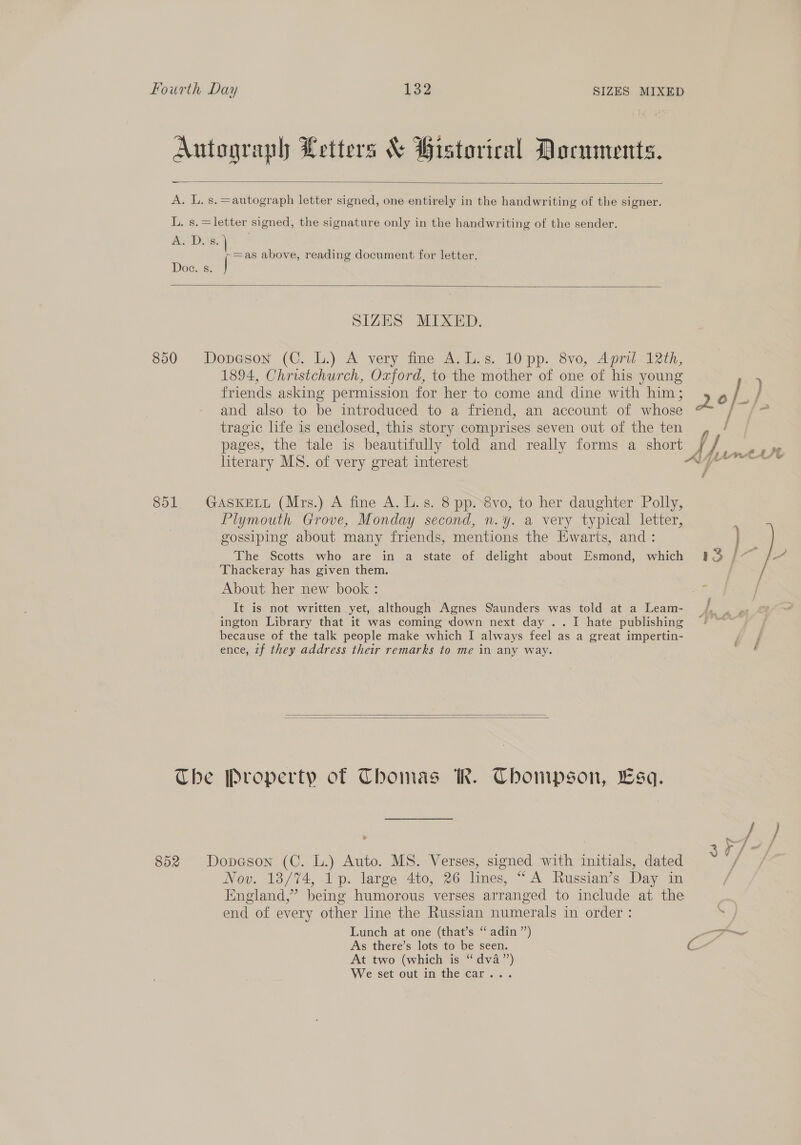 Fourth Day 132 SIZES MIXED
Autograph Letters & Historical Documents.
A. L. s.=autograph letter signed, one entirely in the handwriting of the signer.
L. s.=letter signed, the signature only in the handwriting of the sender.
A. D. s. }
=as above, reading document for letter.
Doc. s.
SIZES MIXED.
850 DODGSON (C. L.) A very fine A. L. s. 10 pp. 8vo, April 12th,
1894, Christchurch, Oxford, to the mother of one of his young
friends asking permission for her to come and dine with him;
and also to be introduced to a friend, an account of whose
tragic life is enclosed, this story comprises seven out of the ten
pages, the tale is beautifully told and really forms a short
literary MS. of very great interest
851 GASKELL (Mrs.) A fine A. L. s. 8 pp. 8vo, to her daughter Polly,
Plymouth Grove, Monday second, n.y. a very typical letter,
gossiping about many friends, mentions the Ewarts, and :
The Scotts who are in a state of delight about Esmond, which
Thackeray has given them.
About her new book :
It is not written yet, although Agnes Saunders was told at a Leam-
ington Library that it was coming down next day . . I hate publishing
because of the talk people make which I always feel as a great impertin-
ence, if they address their remarks to me in any way.
The Property of Thomas R. Thompson, Esq.
852 DODGSON (C. L.) Auto. MS. Verses, signed with initials, dated
Nov. 13/74, 1 p. large 4to, 26 lines, “A Russian’s Day in
England,” being humorous verses arranged to include at the
end of every other line the Russian numerals in order :
Lunch at one (that’s “adin”)
As there’s lots to be seen.
At two (which is “dvá”)
We set out in the car . . .